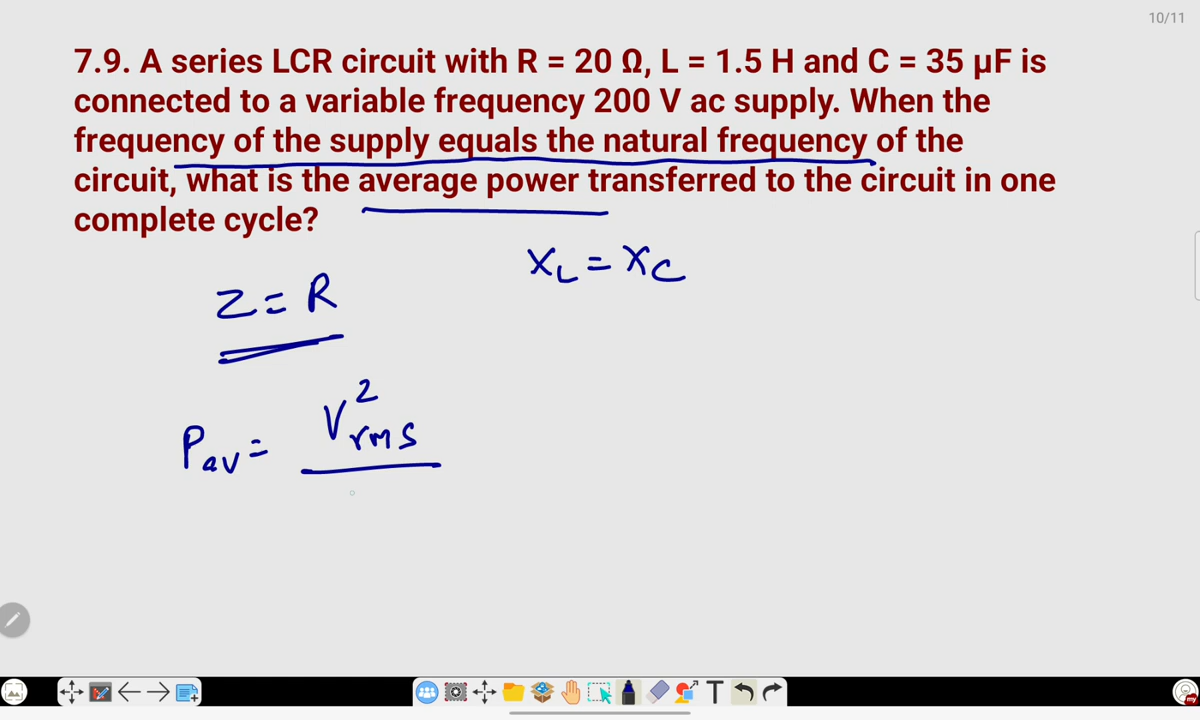 10/11
7.9. A series LCR circuit with R = 20 Ω, L = 1.5 H and C = 35 µF is
connected to a variable frequency 200 V ac supply. When the
frequency of the supply equals the natural frequency of the
circuit, what is the average power transferred to the circuit in one
complete cycle?
X_L = X_C
Z = R
P_av = V²_rms
T
my